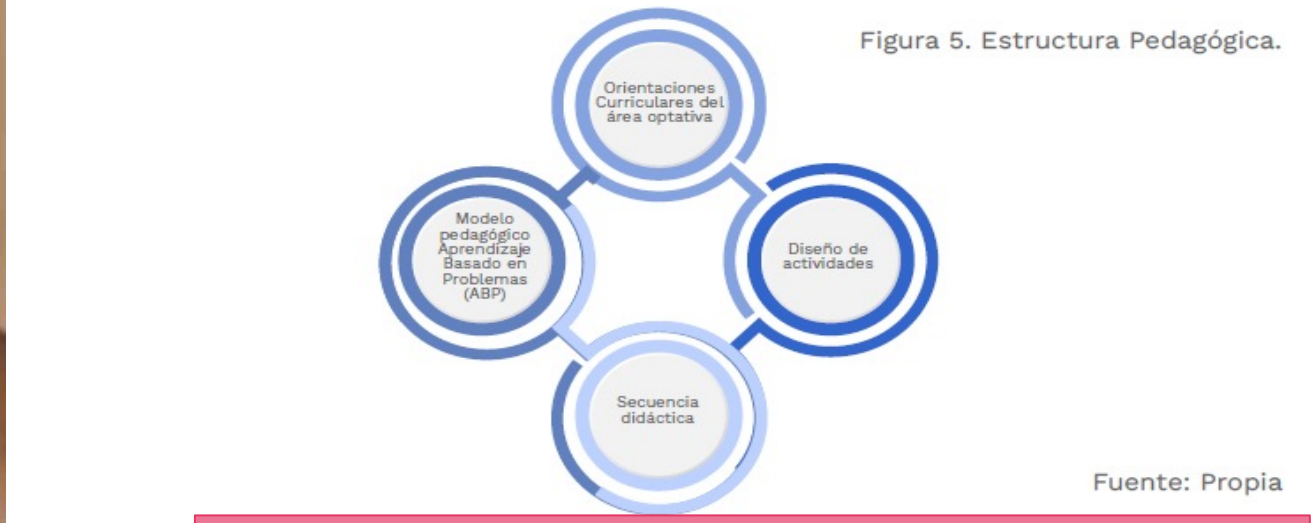 Figura 5. Estructura Pedagógica.
Orientaciones
Curriculares del
área optativa
Modelo
pedagógico
Aprendizaje
Basado en
Problemas
(ABP)
Diseño de
actividades
Secuencia
didáctica
Fuente: Propia